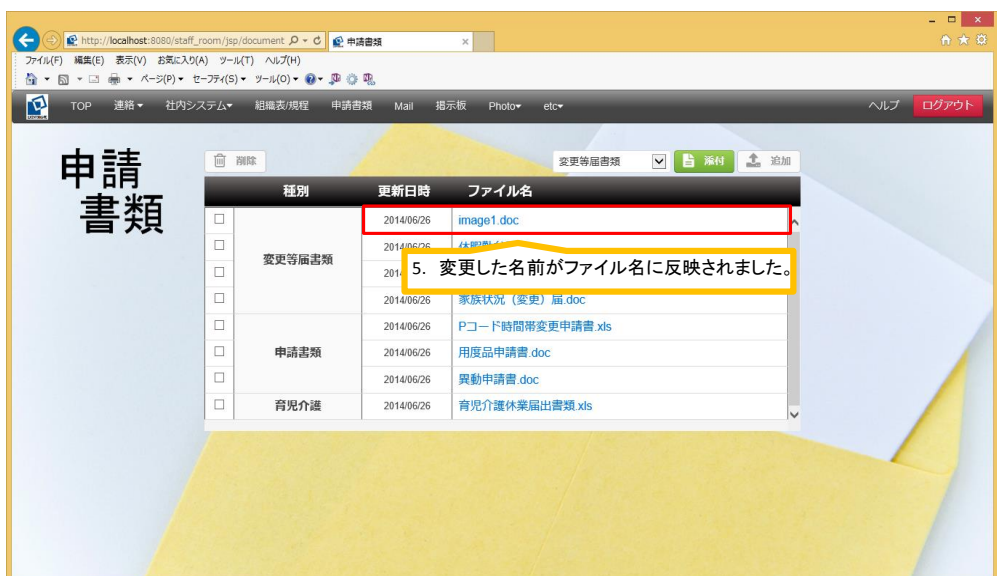 http://localhost:8080/staff_room/jsp/document
申請書類
ファイル(F) 編集(E) 表示(V) お気に入り(A) ツール(T) ヘルプ(H)
ページ(P) セーフティ(S) ツール(O)
TOP 連絡 社内システム 組織表/規程 申請書類 Mail 掲示板 Photo etc ヘルプ ログアウト
申請
書類
削除 変更等届書類 添付 追加
種別 更新日時 ファイル名
2014/06/26 image1.doc
2014/06/26
変更等届書類
5. 変更した名前がファイル名に反映されました。
2014/06/26 家族状況（変更）届.doc
2014/06/26 Pコード時間帯変更申請書.xls
申請書類 2014/06/26 用度品申請書.doc
2014/06/26 異動申請書.doc
育児介護 2014/06/26 育児介護休業届出書類.xls